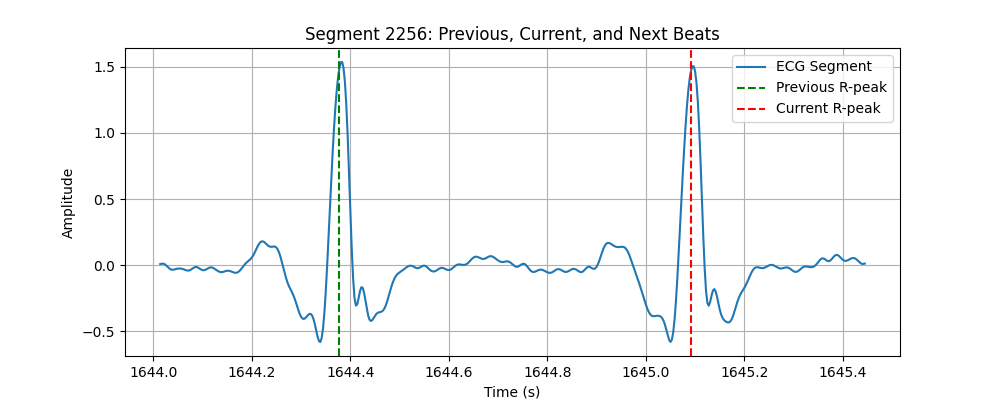 Segment 2256: Previous, Current, and Next Beats
ECG Segment
Previous R-peak
Current R-peak
1.5
1.0
0.5
0.0
−0.5
Amplitude
1644.0 1644.2 1644.4 1644.6 1644.8 1645.0 1645.2 1645.4
Time (s)